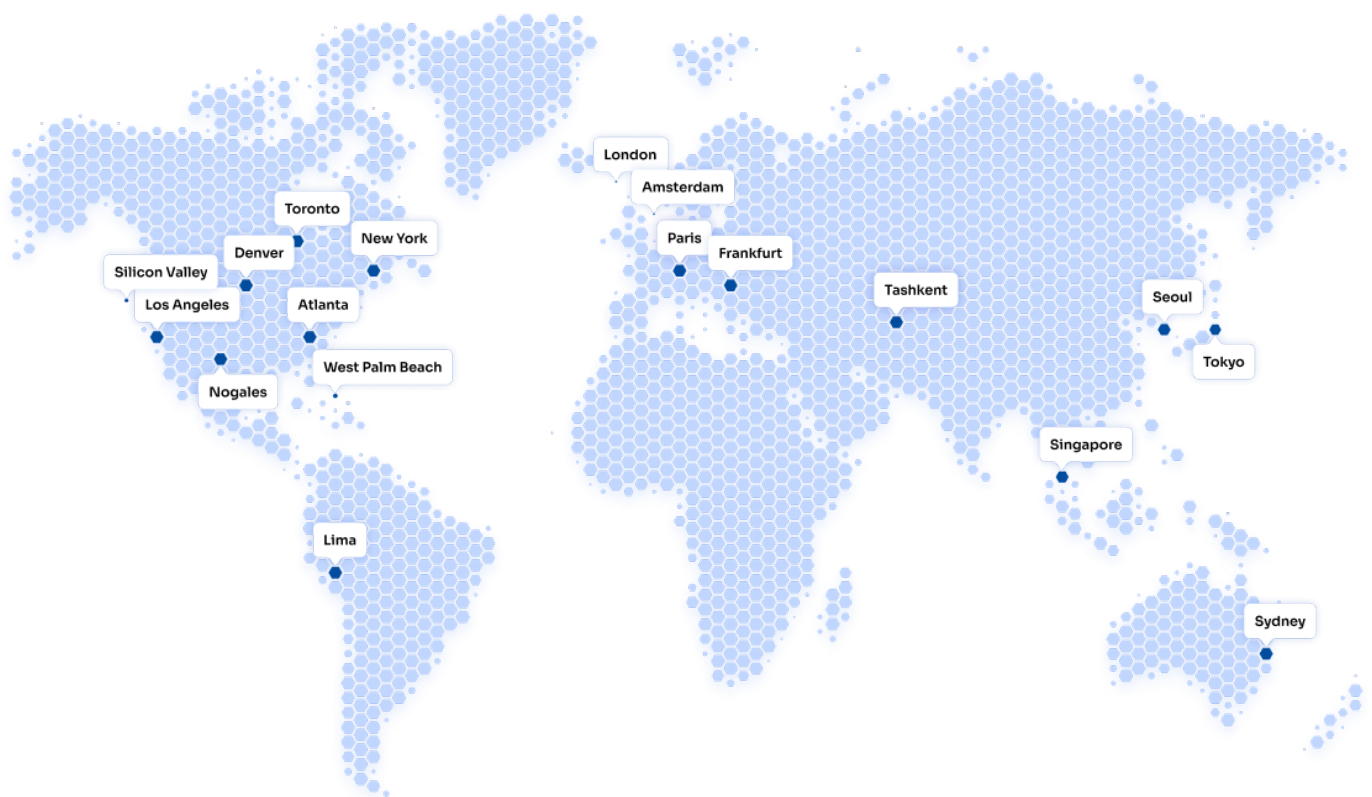 London
Amsterdam
Toronto
New York
Paris
Denver
Frankfurt
Silicon Valley
Tashkent
Los Angeles
Atlanta
Seoul
West Palm Beach
Tokyo
Nogales
Singapore
Lima
Sydney